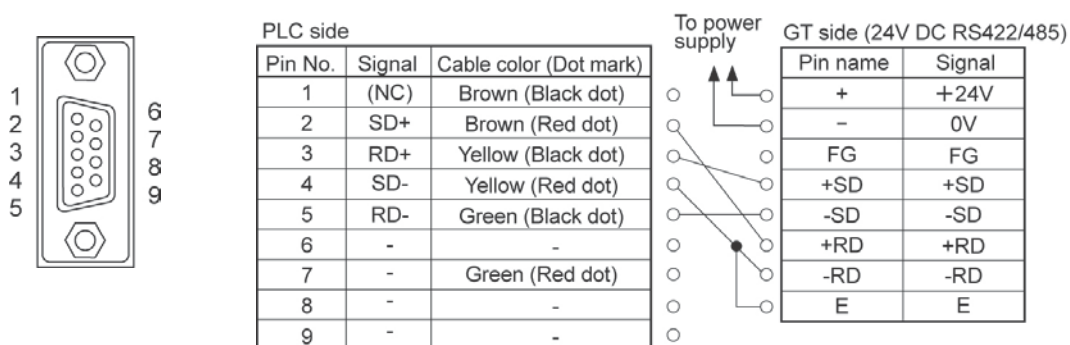 To power
supply
PLC side
GT side (24V DC RS422/485)
Pin No. Signal Cable color (Dot mark)
Pin name Signal
1 (NC) Brown (Black dot)
+ +24V
2 SD+ Brown (Red dot)
− 0V
3 RD+ Yellow (Black dot)
FG FG
4 SD- Yellow (Red dot)
+SD +SD
5 RD- Green (Black dot)
-SD -SD
6 - -
+RD +RD
7 - Green (Red dot)
-RD -RD
8 - -
E E
9 - -
1
2
3
4
5
6
7
8
9